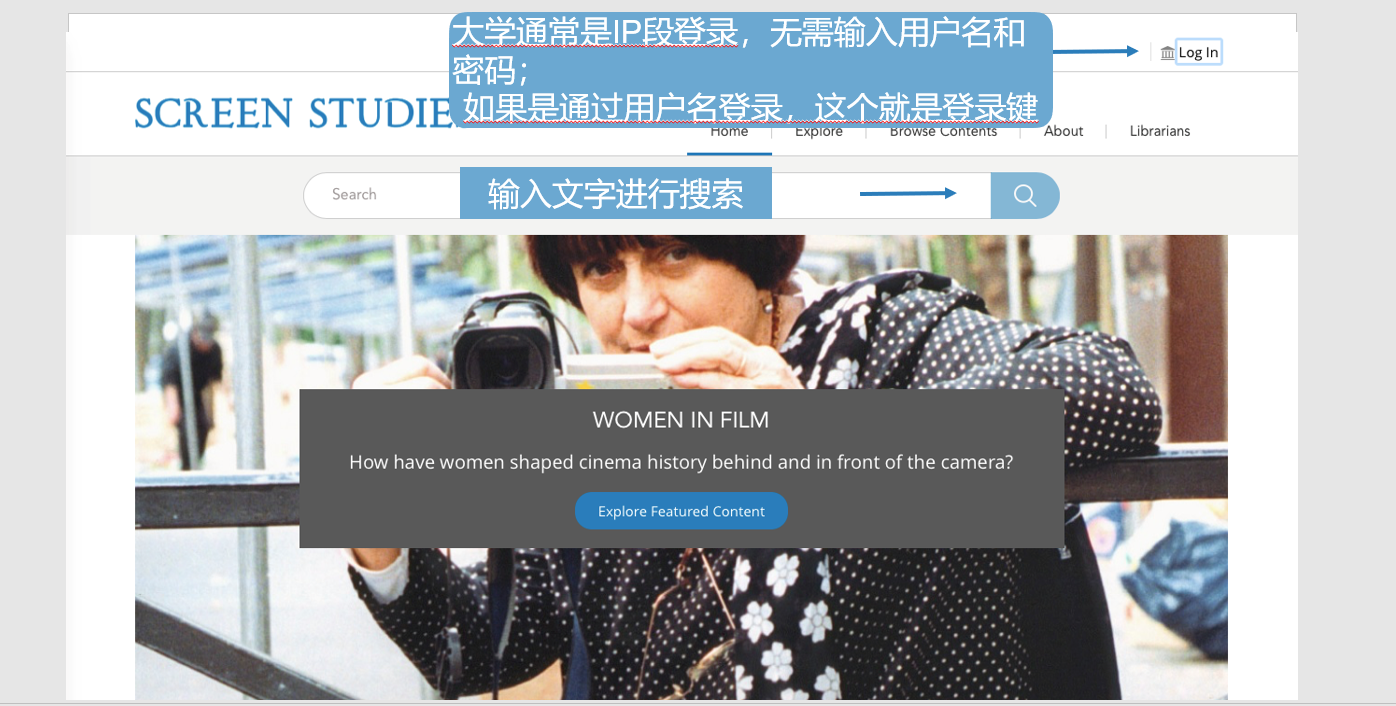 大学通常是IP段登录，无需输入用户名和
密码；
如果是通过用户名登录，这个就是登录键
Log In
SCREEN STUDIE
Home
Explore
Browse Contents
About
Librarians
Search
输入文字进行搜索
WOMEN IN FILM
How have women shaped cinema history behind and in front of the camera?
Explore Featured Content